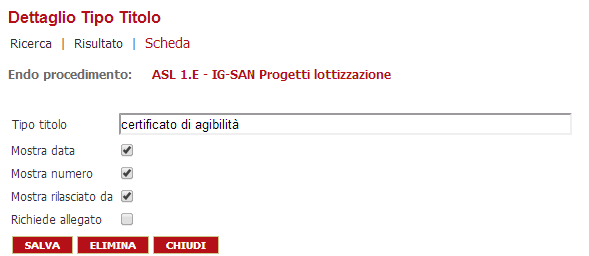 Dettaglio Tipo Titolo
Ricerca | Risultato | Scheda
Endo procedimento: ASL 1.E - IG-SAN Progetti lottizzazione
Tipo titolo certificato di agibilità
Mostra data
Mostra numero
Mostra rilasciato da
Richiede allegato
SALVA ELIMINA CHIUDI